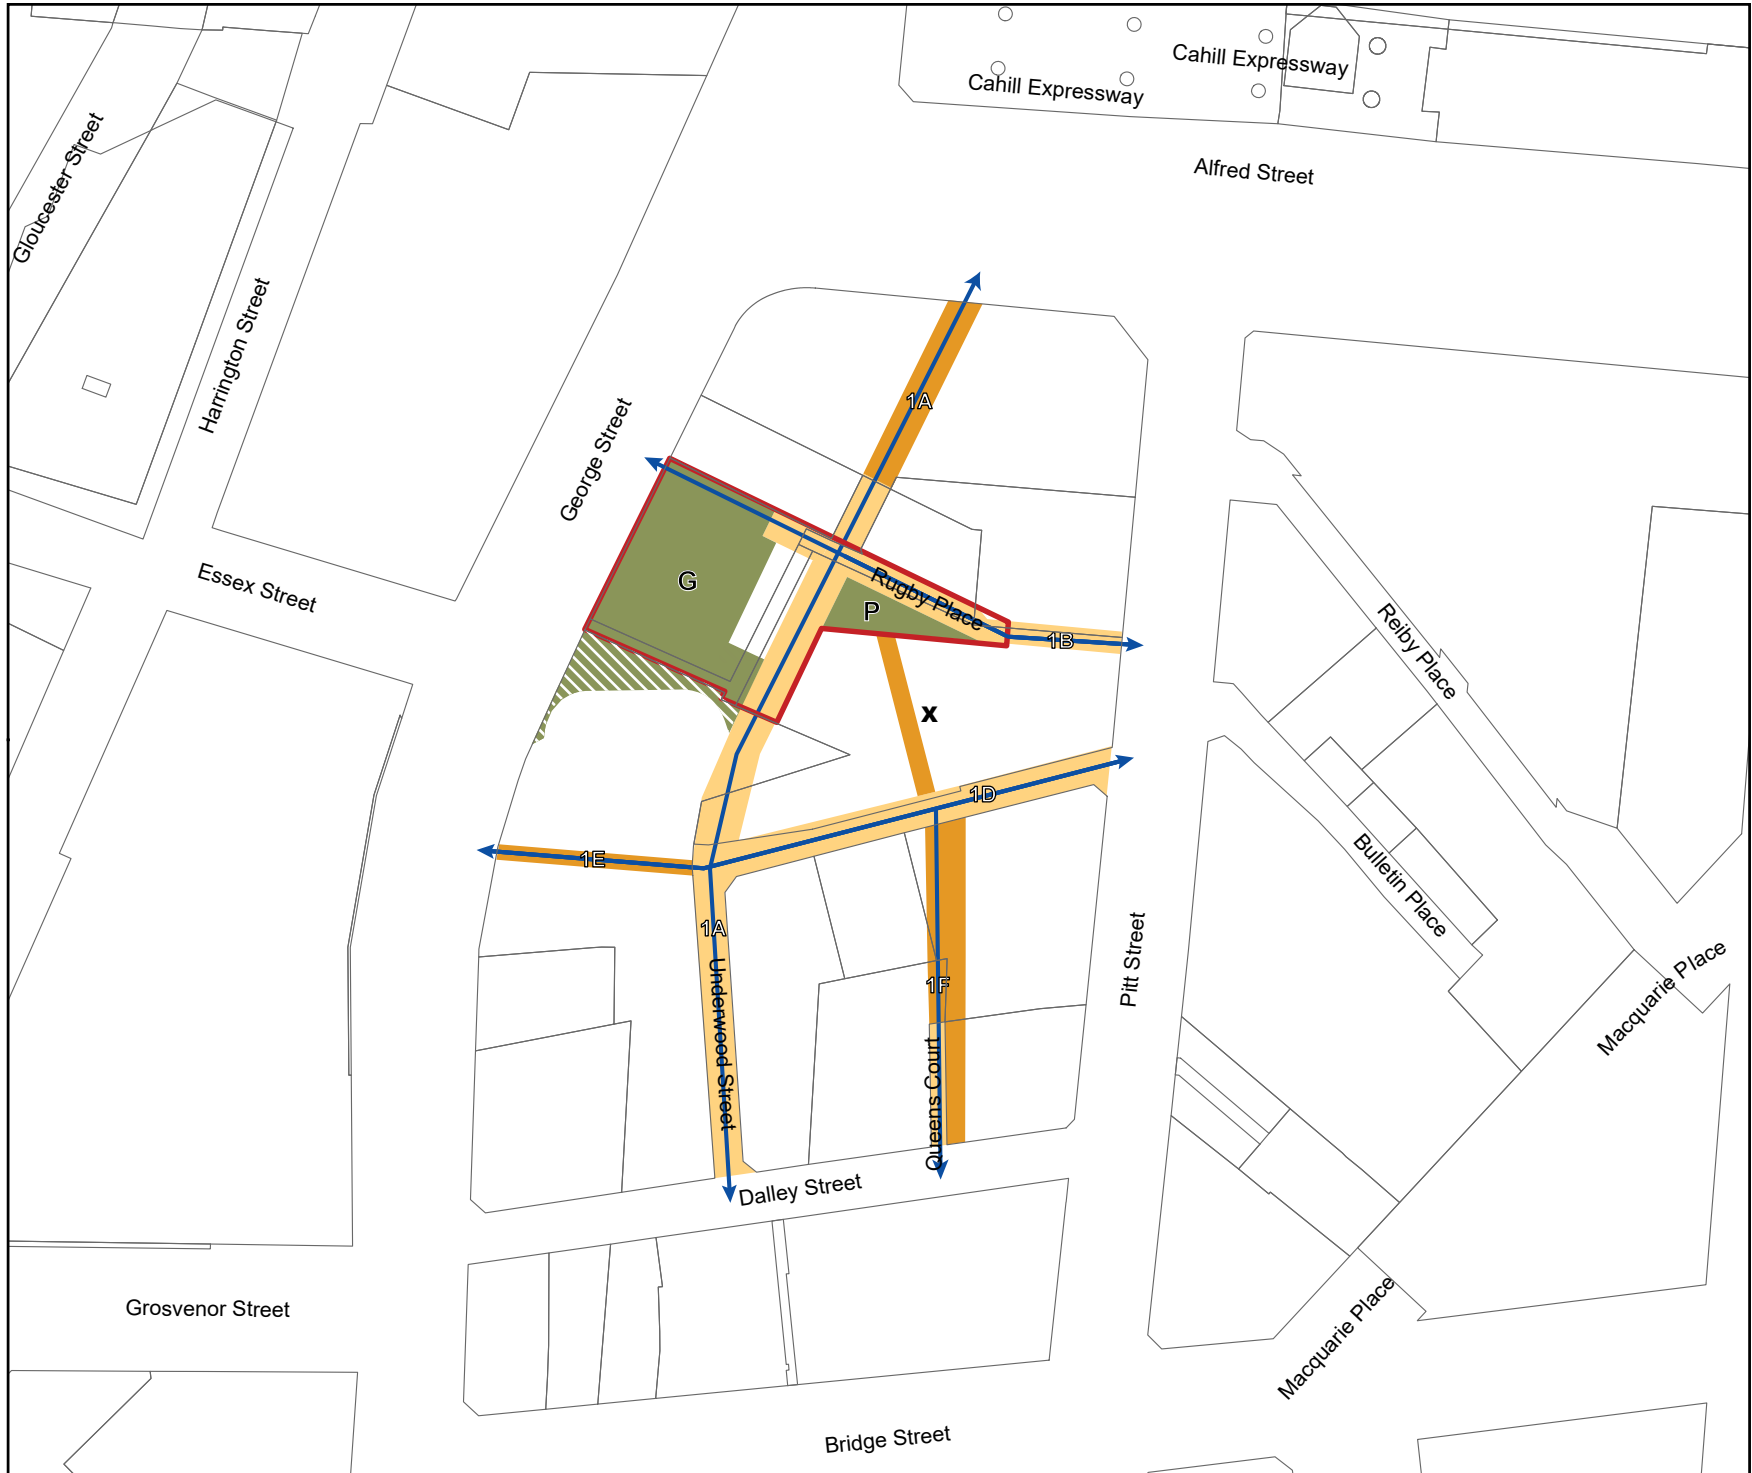 Cahill Expressway
Cahill Expressway
Gloucester Street
Alfred Street
Harrington Street
1A
George Street
Essex Street
G
Rugby Place
P
1B
Reiby Place
x
1D
1E
Bulletin Place
1A
Underwood Street
1F
Pitt Street
Macquarie Place
Queens Court
Dalley Street
Grosvenor Street
Macquarie Place
Bridge Street